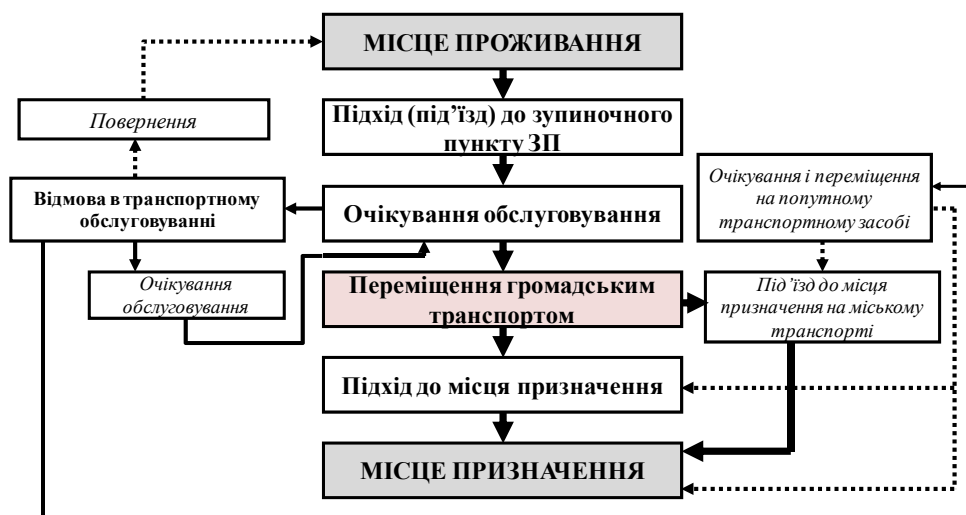 МІСЦЕ ПРОЖИВАННЯ
Підхід (під’їзд) до зупиночного
пункту ЗП
Повернення
Відмова в транспортному
обслуговуванні
Очікування обслуговування
Очікування і переміщення
на попутному
транспортному засобі
Очікування
обслуговування
Переміщення громадським
транспортом
Під’їзд до місця
призначення на міському
транспорті
Підхід до місця призначення
МІСЦЕ ПРИЗНАЧЕННЯ